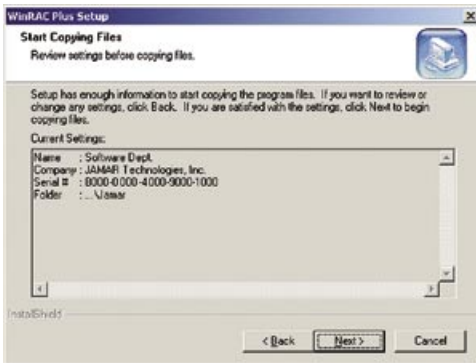 WinRAC Plus Setup
Start Copying Files
Review settings before copying files.
Setup has enough information to start copying the program files. If you want to review or
change any settings, click Back. If you are satisfied with the settings, click Next to begin
copying files.
Current Settings:
Name : Software Dept.
Company : JAMAR Technologies, Inc.
Serial # : 8000-0000-4000-9000-1000
Folder : ...\Jamar
InstallShield
< Back
Next >
Cancel